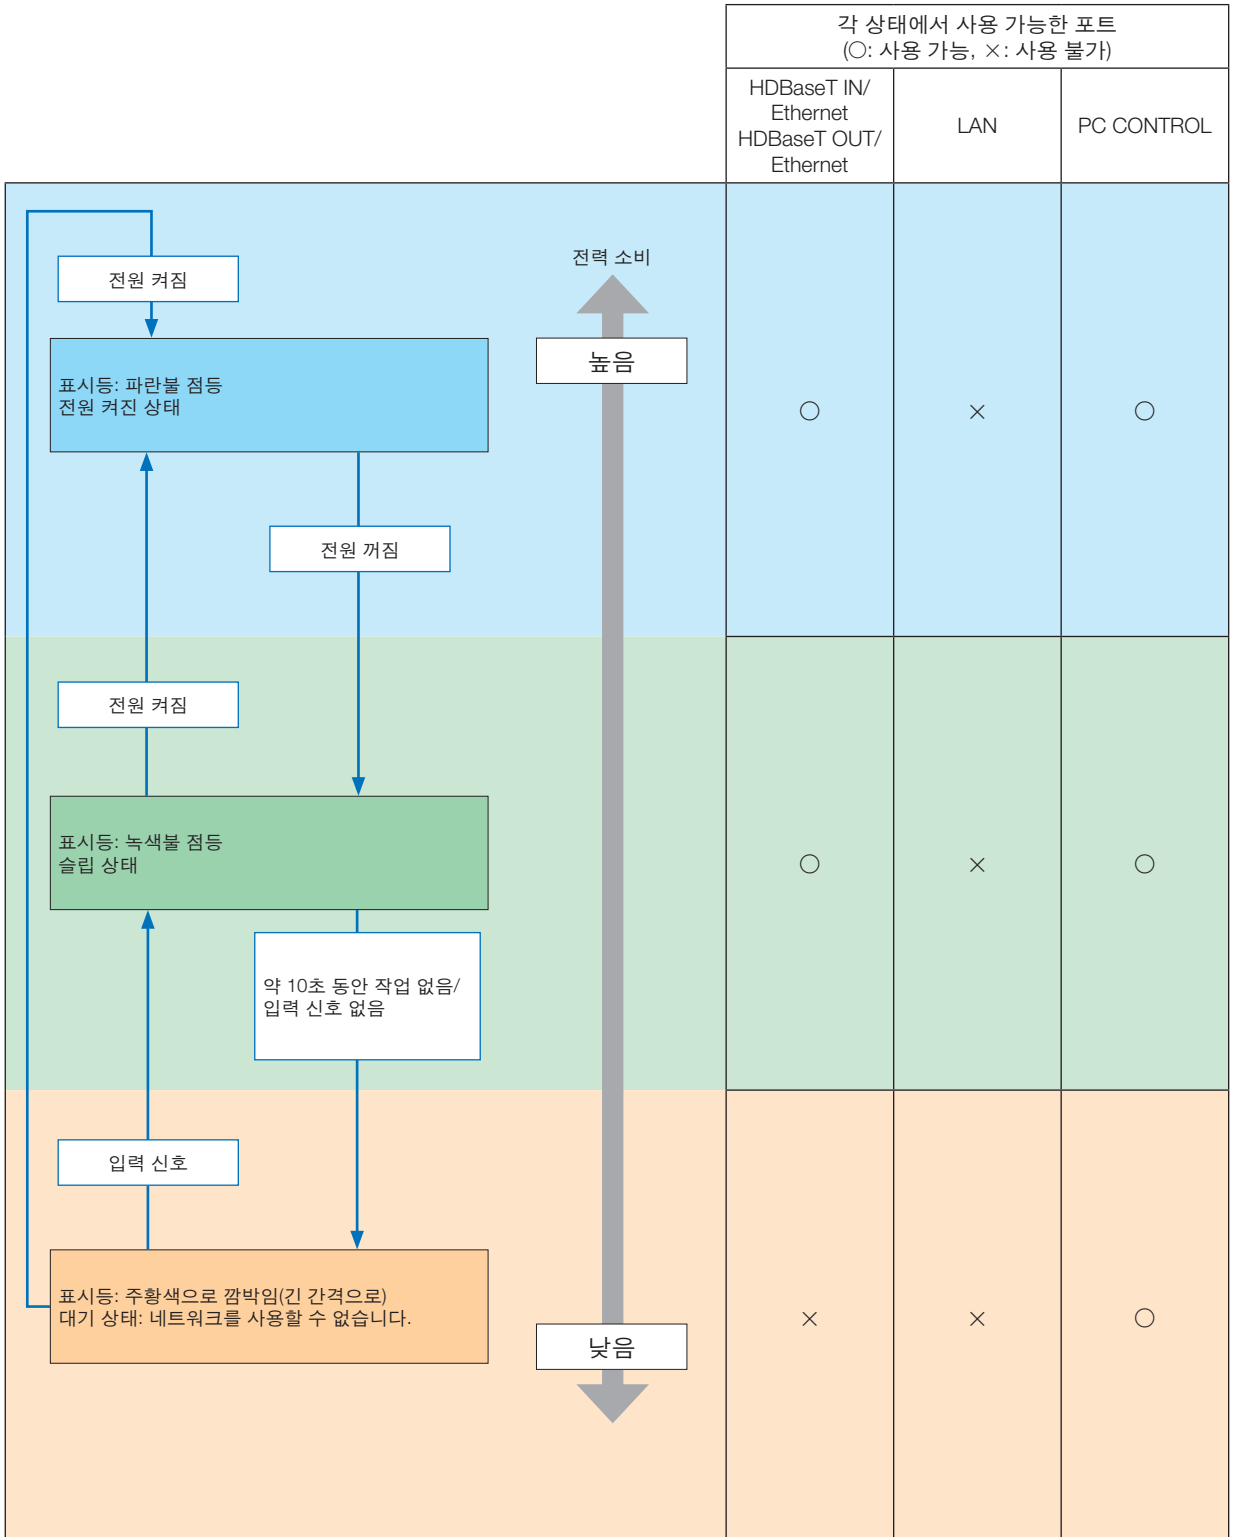 각 상태에서 사용 가능한 포트
(○: 사용 가능, ×: 사용 불가)
HDBaseT IN/
Ethernet
HDBaseT OUT/
Ethernet
LAN
PC CONTROL
전원 켜짐
전력 소비
높음
표시등: 파란불 점등
전원 켜진 상태
○
×
○
전원 꺼짐
전원 켜짐
표시등: 녹색불 점등
슬립 상태
○
×
○
약 10초 동안 작업 없음/
입력 신호 없음
입력 신호
표시등: 주황색으로 깜박임(긴 간격으로)
대기 상태: 네트워크를 사용할 수 없습니다.
낮음
×
×
○